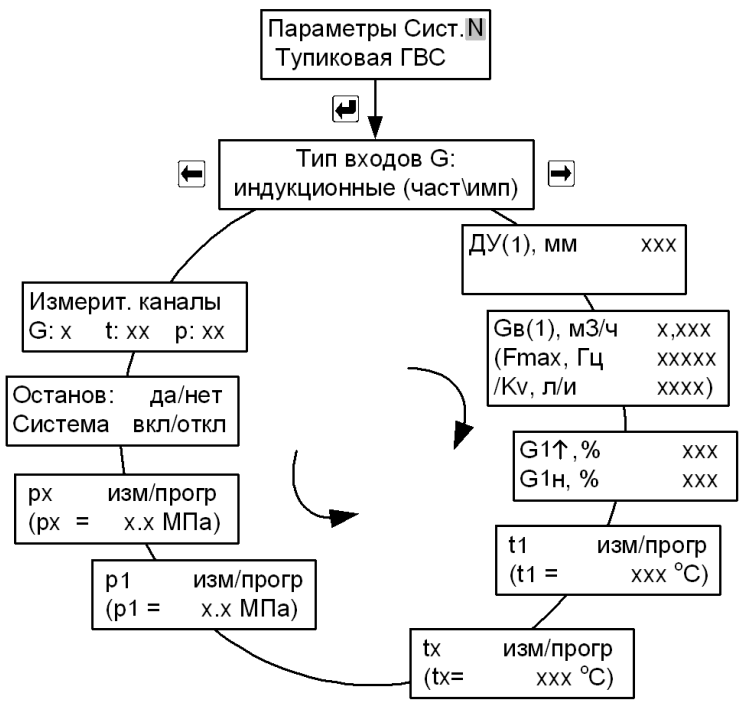 Параметры Сист.N
Тупиковая ГВС
Тип входов G:
индукционные (част\имп)
ДУ(1), мм xxx
Gв(1), м3/ч x,xxx
(Fmax, Гц xxxxx
/Kv, л/и xxxx)
G1↑,% xxx
G1н, % xxx
t1 изм/прогр
(t1 = xxx °C)
tx изм/прогр
(tx= xxx °C)
p1 изм/прогр
(p1 = x.x МПа)
px изм/прогр
(px = x.x МПа)
Останов: да/нет
Система вкл/откл
Измерит. каналы
G: x t: xx p: xx